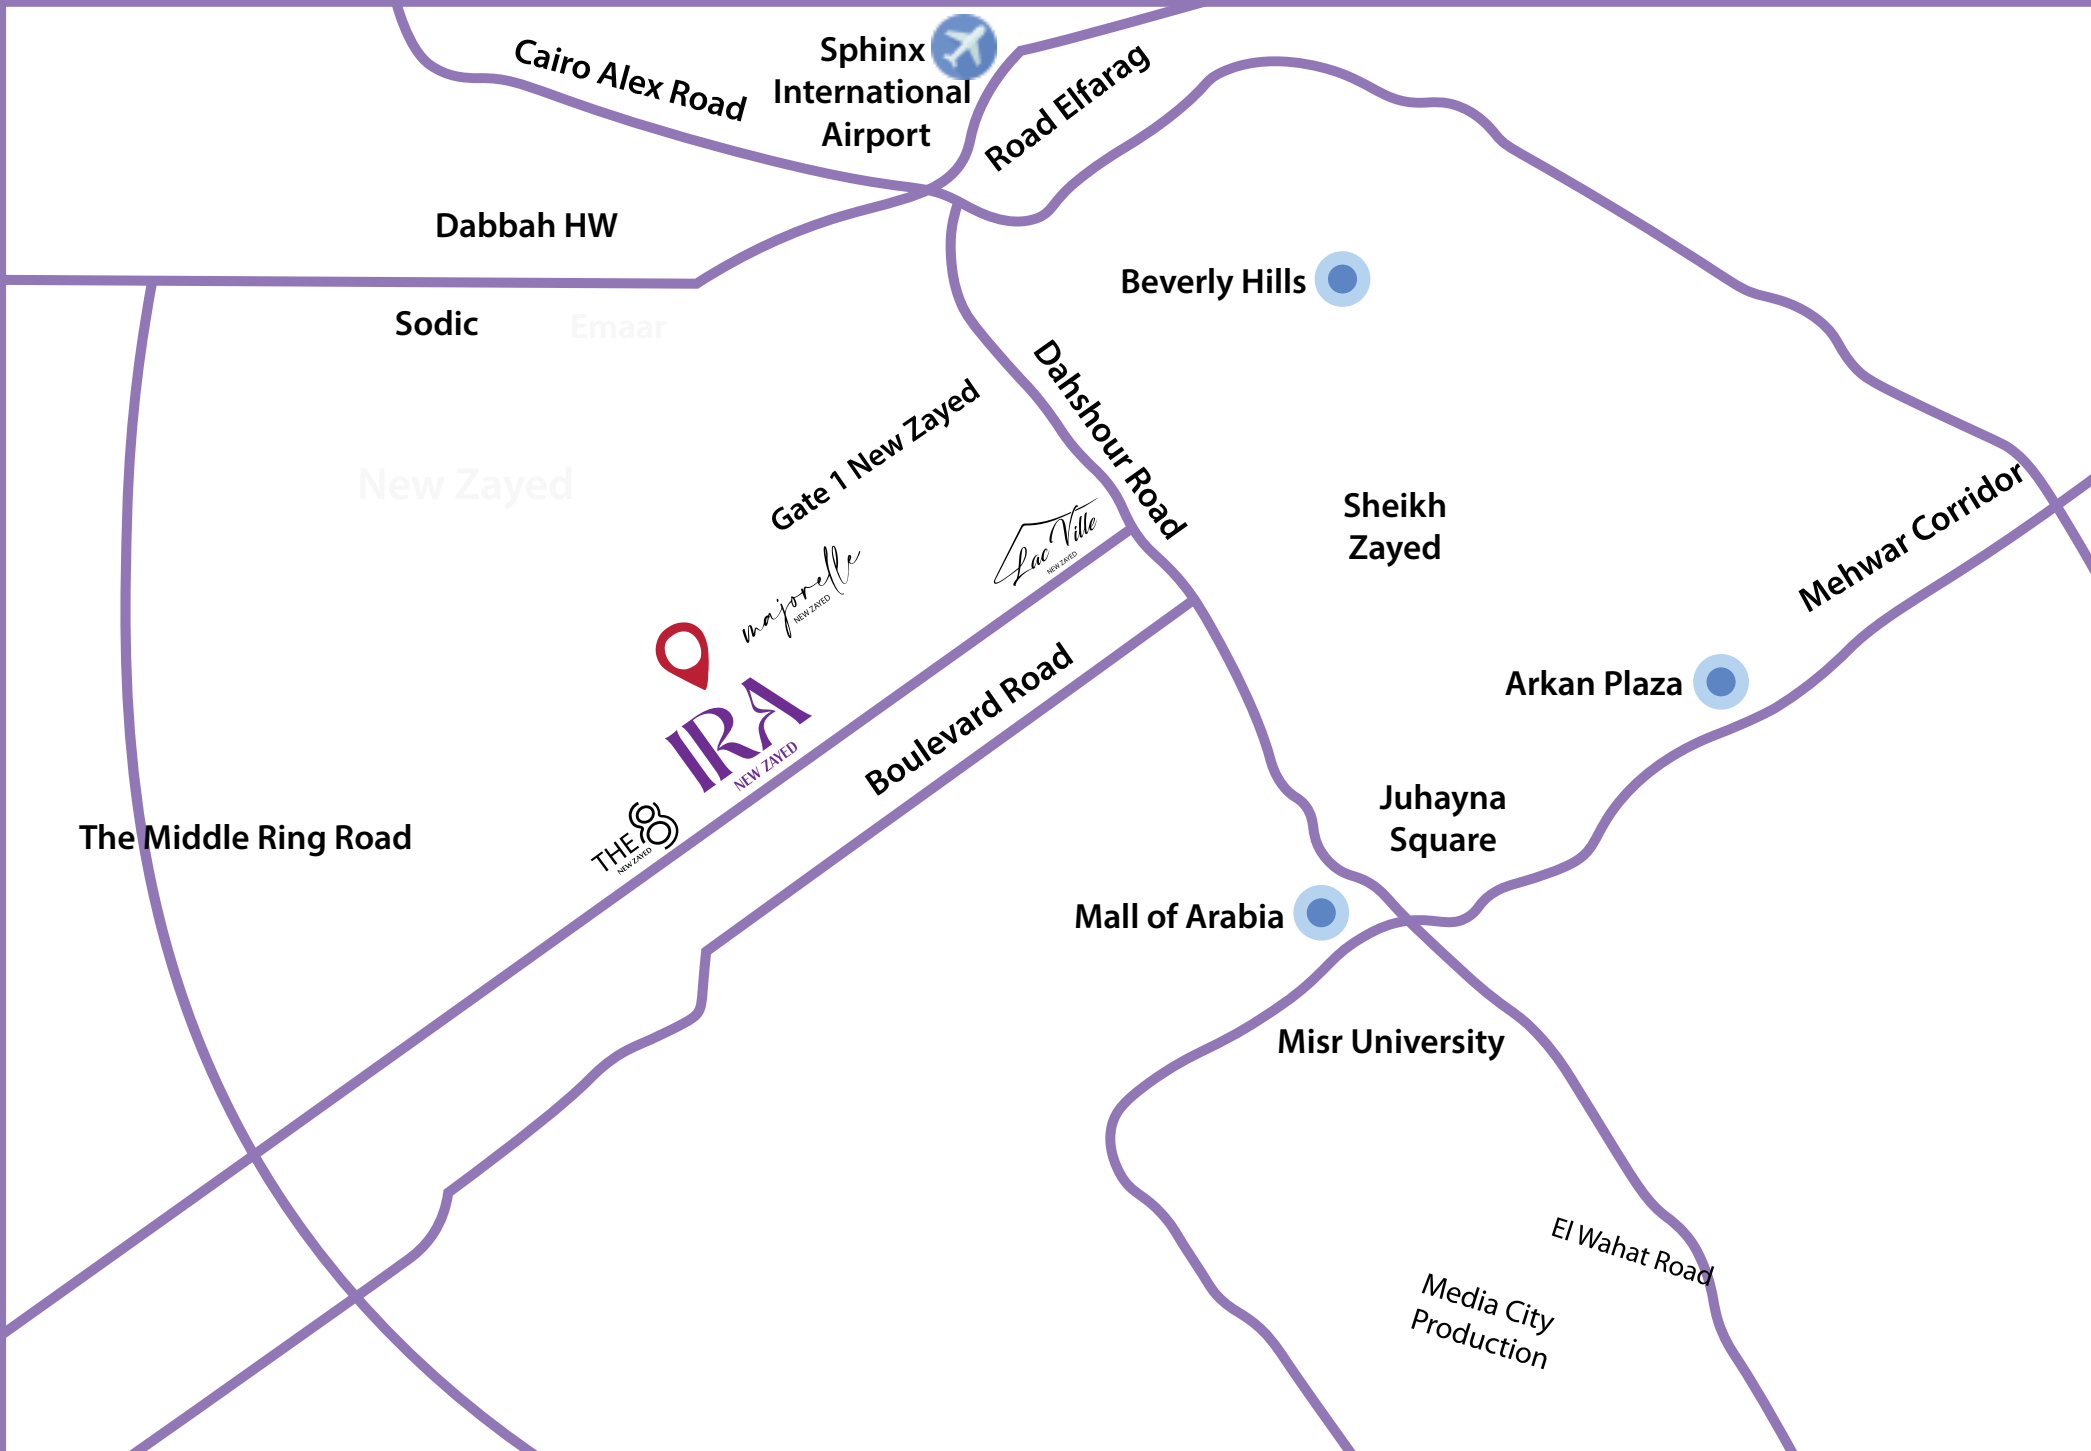 Cairo Alex Road
Sphinx
International
Airport
Road Elfarag
Dabbah HW
Beverly Hills
Sodic
Emaar
Dahshour Road
Gate 1 New Zayed
New Zayed
Sheikh
Zayed
Mehwar Corridor
Lac Ville
NEW ZAYED
majorelle
NEW ZAYED
IRA
NEW ZAYED
Boulevard Road
Arkan Plaza
THE 8
NEW ZAYED
The Middle Ring Road
Juhayna
Square
Mall of Arabia
Misr University
El Wahat Road
Media City
Production